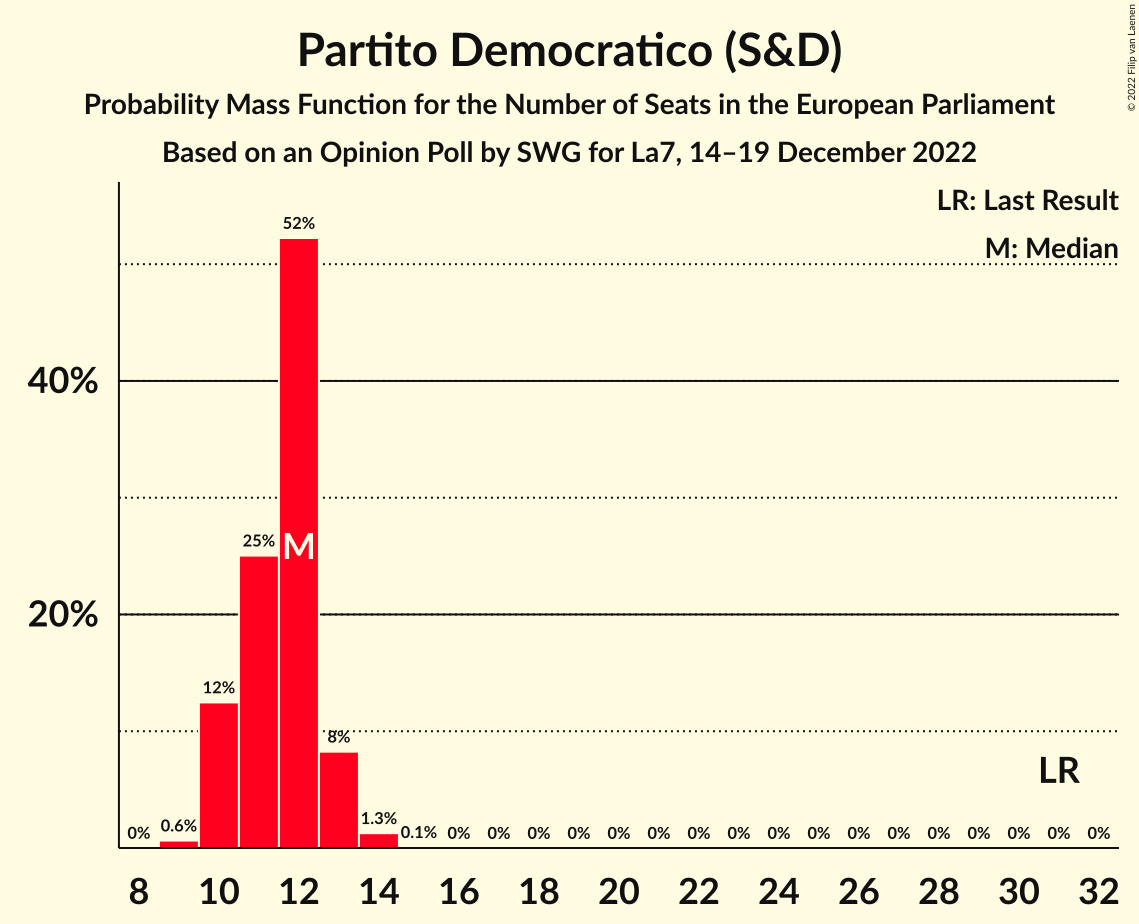 Partito Democratico (S&D)
Probability Mass Function for the Number of Seats in the European Parliament
Based on an Opinion Poll by SWG for La7, 14–19 December 2022
© 2022 Filip van Laenen
LR: Last Result
M: Median
40%
20%
0% 0.6% 12% 25% 52% 8% 1.3% 0.1% 0% 0% 0% 0% 0% 0% 0% 0% 0% 0% 0% 0% 0% 0% 0% 0% 0%
M
LR
8 10 12 14 16 18 20 22 24 26 28 30 32